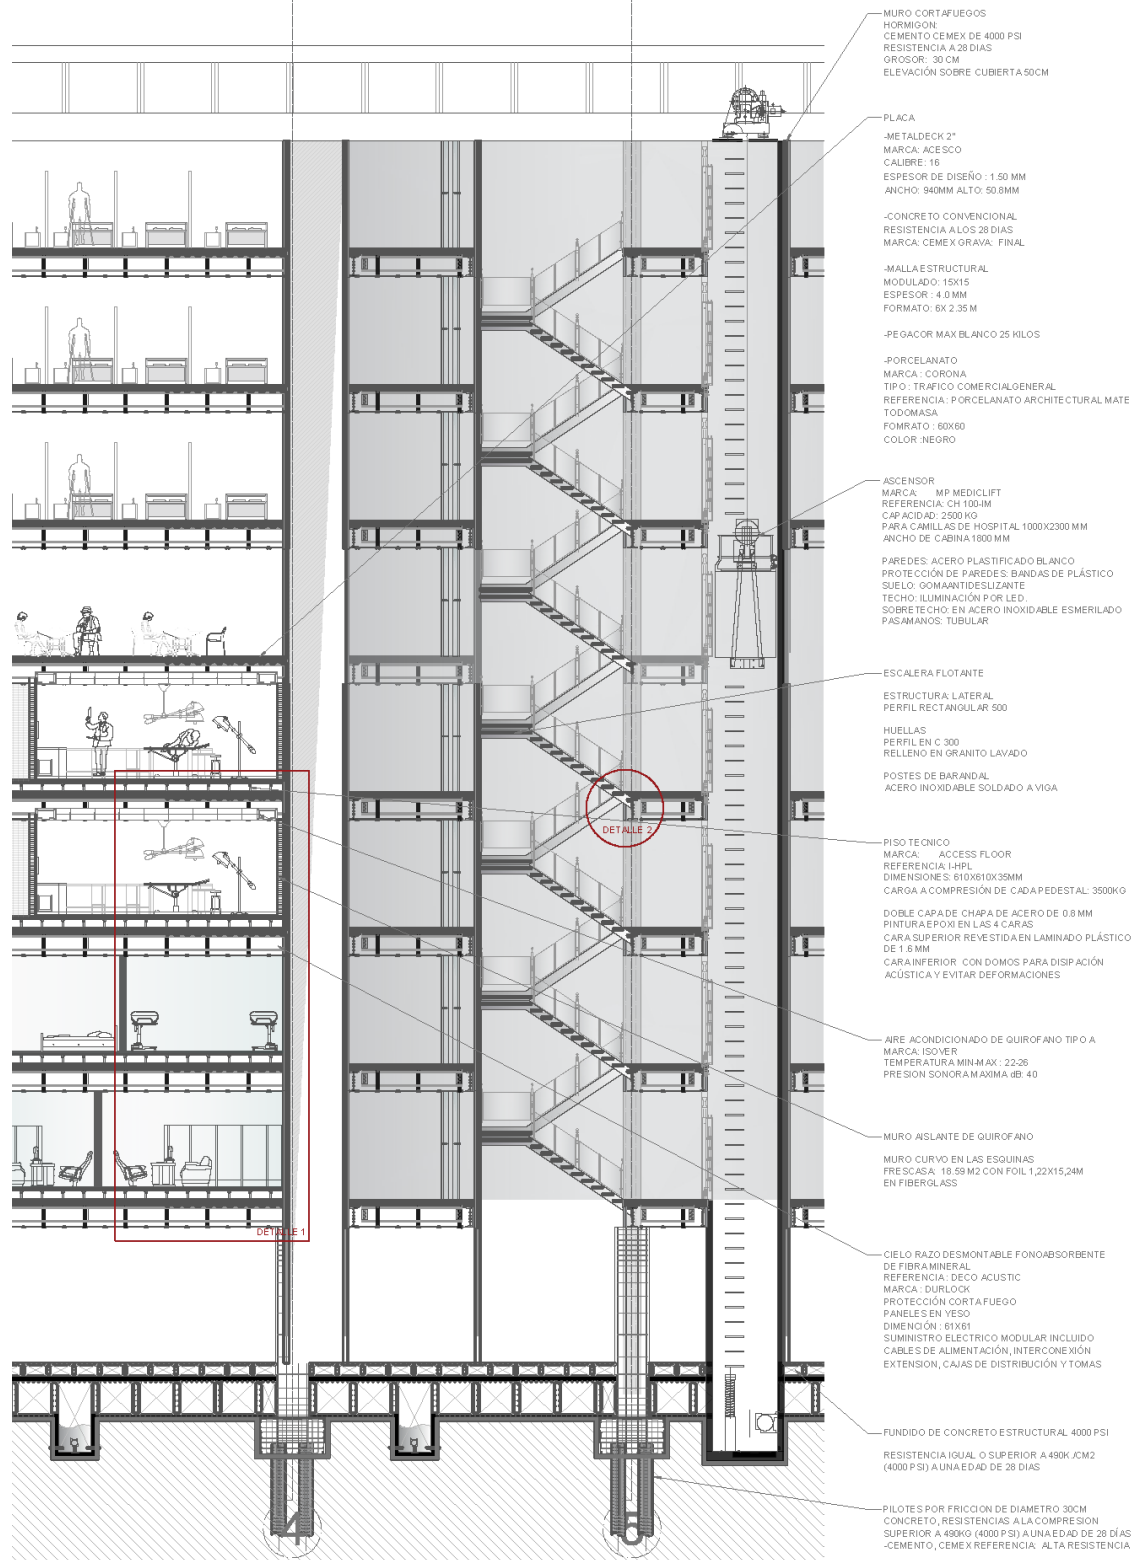 MURO CORTAFUEGOS
HORMIGON:
CEMENTO CEMEX DE 4000 PSI
RESISTENCIA A 28 DIAS
GROSOR: 30 CM
ELEVACIÓN SOBRE CUBIERTA 50CM
PLACA
-METALDECK 2"
MARCA: ACESCO
CALIBRE: 16
ESPESOR DE DISEÑO : 1.50 MM
ANCHO: 940MM ALTO: 50.8MM
-CONCRETO CONVENCIONAL
RESISTENCIA A LOS 28 DIAS
MARCA: CEMEX GRAVA: FINAL
-MALLA ESTRUCTURAL
MODULADO: 15X15
ESPESOR : 4.0 MM
FORMATO: 6X 2.35 M
-PEGACOR MAX BLANCO 25 KILOS
-PORCELANATO
MARCA : CORONA
TIPO : TRAFICO COMERCIALGENERAL
REFERENCIA : PORCELANATO ARCHITECTURAL MATE
TODOMASA
FOMRATO : 60X60
COLOR :NEGRO
ASCENSOR
MARCA: MP MEDICLIFT
REFERENCIA: CH 100-IM
CAPACIDAD: 2500 KG
PARA CAMILLAS DE HOSPITAL 1000X2300 MM
ANCHO DE CABINA 1800 MM
PAREDES: ACERO PLASTIFICADO BLANCO
PROTECCIÓN DE PAREDES: BANDAS DE PLÁSTICO
SUELO: GOMAANTIDESLIZANTE
TECHO: ILUMINACIÓN POR LED.
SOBRETECHO: EN ACERO INOXIDABLE ESMERILADO
PASAMANOS: TUBULAR
ESCALERA FLOTANTE
ESTRUCTURA: LATERAL
PERFIL RECTANGULAR 500
HUELLAS
PERFIL EN C 300
RELLENO EN GRANITO LAVADO
POSTES DE BARANDAL
ACERO INOXIDABLE SOLDADO A VIGA
DETALLE 2
PISO TECNICO
MARCA: ACCESS FLOOR
REFERENCIA: I-HPL
DIMENSIONES: 610X610X35MM
CARGA A COMPRESIÓN DE CADA PEDESTAL: 3500KG
DOBLE CAPA DE CHAPA DE ACERO DE 0.8 MM
PINTURA EPOXI EN LAS 4 CARAS
CARA SUPERIOR REVESTIDA EN LAMINADO PLÁSTICO
DE 1.6 MM
CARA INFERIOR CON DOMOS PARA DISIPACIÓN
ACÚSTICA Y EVITAR DEFORMACIONES
AIRE ACONDICIONADO DE QUIROFANO TIPO A
MARCA: ISOVER
TEMPERATURA MIN-MAX : 22-26
PRESION SONORA MAXIMA dB: 40
MURO AISLANTE DE QUIROFANO
MURO CURVO EN LAS ESQUINAS
FRESCASA: 18.59 M2 CON FOIL 1,22X15,24M
EN FIBERGLASS
DETALLE 1
CIELO RAZO DESMONTABLE FONOABSORBENTE
DE FIBRA MINERAL
REFERENCIA : DECO ACUSTIC
MARCA : DURLOCK
PROTECCIÓN CORTA FUEGO
PANELES EN YESO
DIMENCIÓN : 61X61
SUMINISTRO ELECTRICO MODULAR INCLUIDO
CABLES DE ALIMENTACIÓN, INTERCONEXIÓN
EXTENSION, CAJAS DE DISTRIBUCIÓN Y TOMAS
FUNDIDO DE CONCRETO ESTRUCTURAL 4000 PSI
RESISTENCIA IGUAL O SUPERIOR A 490K /CM2
(4000 PSI) A UNA EDAD DE 28 DIAS
PILOTES POR FRICCION DE DIAMETRO 30CM
CONCRETO, RESISTENCIAS A LA COMPRESION
SUPERIOR A 490KG (4000 PSI) A UNA EDAD DE 28 DÍAS
-CEMENTO, CEMEX REFERENCIA: ALTA RESISTENCIA
4
5